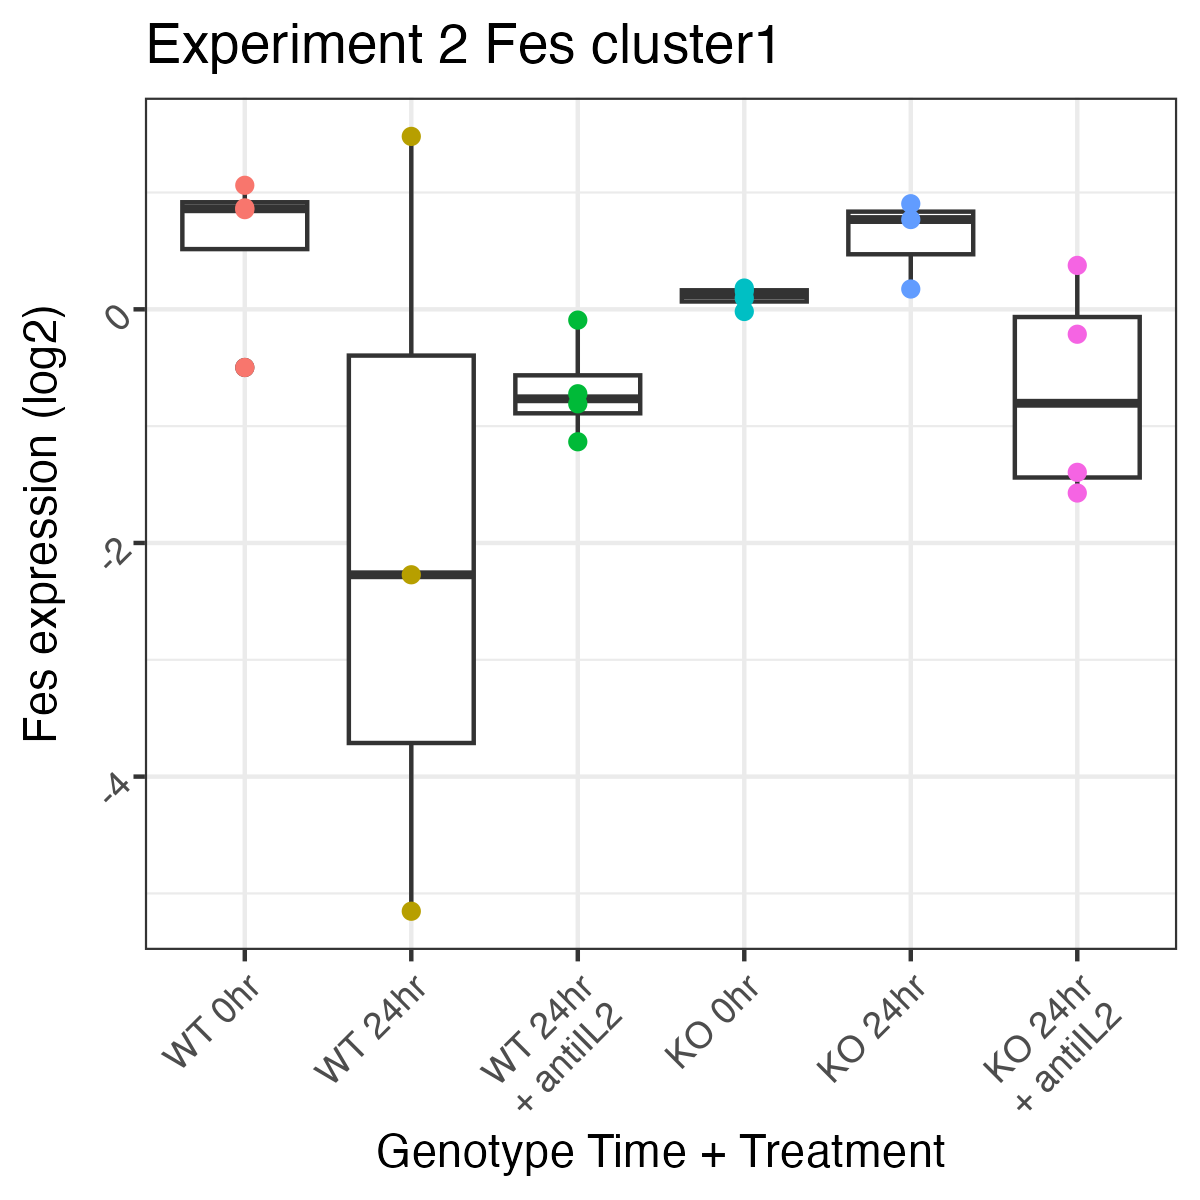 Experiment 2 Fes cluster1
Fes expression (log2)
0
-2
-4
WT 0hr
WT 24hr
WT 24hr
+ antiIL2
KO 0hr
KO 24hr
KO 24hr
+ antiIL2
Genotype Time + Treatment